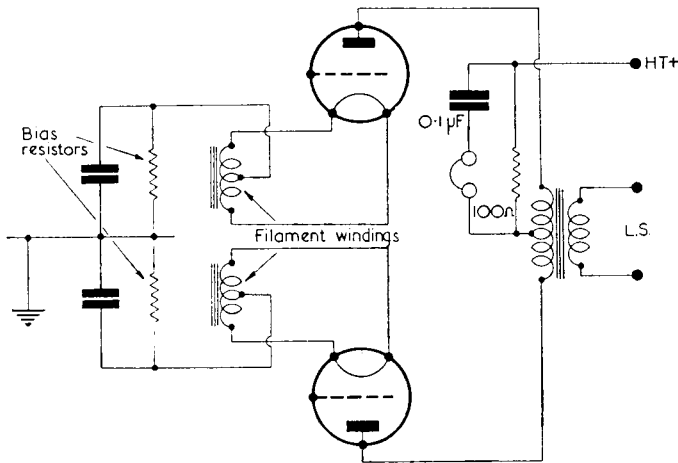 HT+
0·1μF
Bias
resistors
100Ω
Filament windings
L.S.